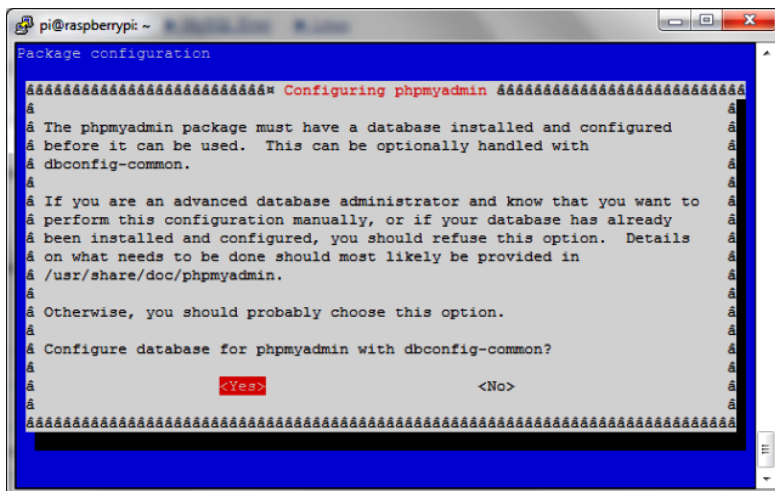 pi@raspberrypi: ~
Package configuration
áááááááááááááááááááááááááá¤ Configuring phpmyadmin ááááááááááááááááááááááááááá
â The phpmyadmin package must have a database installed and configured â
â before it can be used.  This can be optionally handled with â
â dbconfig-common. â
â If you are an advanced database administrator and know that you want to â
â perform this configuration manually, or if your database has already â
â been installed and configured, you should refuse this option.  Details â
â on what needs to be done should most likely be provided in â
â /usr/share/doc/phpmyadmin. â
â Otherwise, you should probably choose this option. â
â Configure database for phpmyadmin with dbconfig-common? â
â <Yes> <No> â